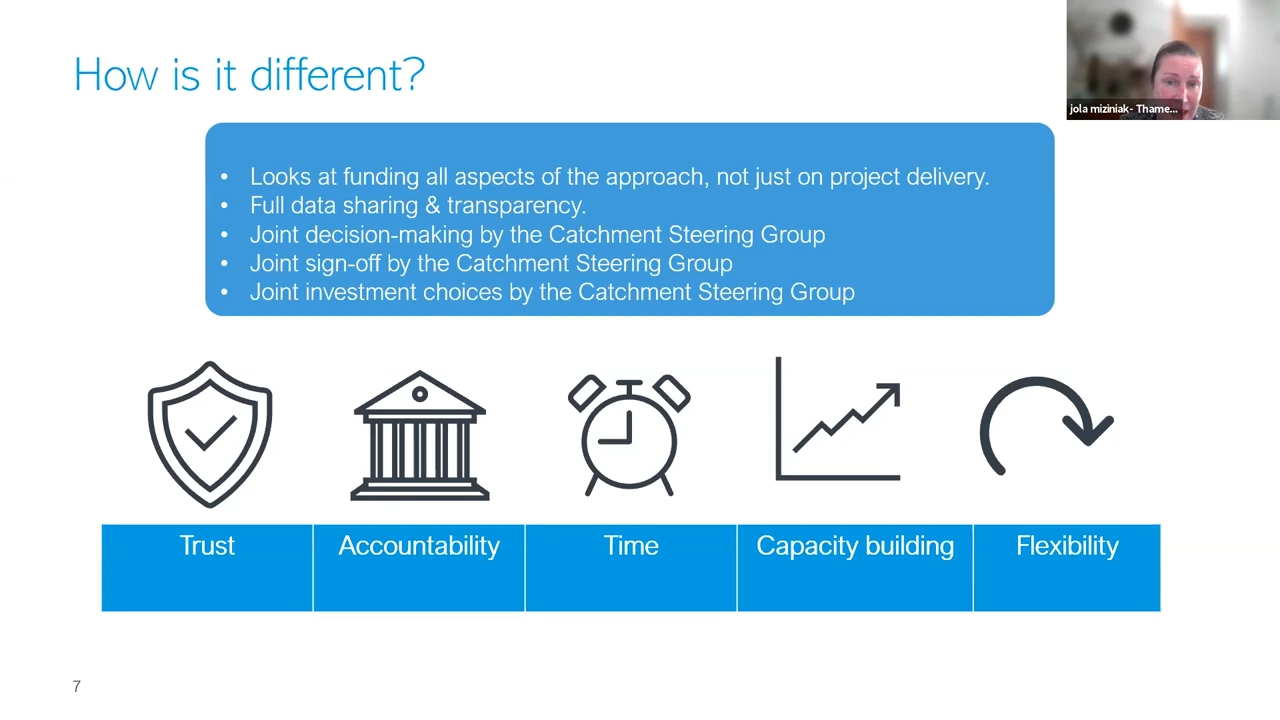 How is it different?
jola miziniak- Thame...
• Looks at funding all aspects of the approach, not just on project delivery.
• Full data sharing & transparency.
• Joint decision-making by the Catchment Steering Group
• Joint sign-off by the Catchment Steering Group
• Joint investment choices by the Catchment Steering Group
Trust
Accountability
Time
Capacity building
Flexibility
7